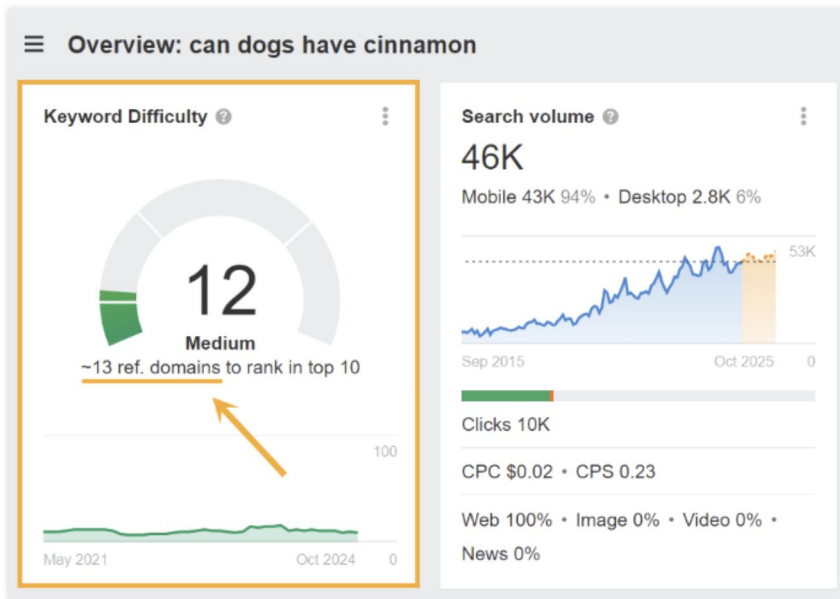 Overview: can dogs have cinnamon
Keyword Difficulty ?
12
Medium
~13 ref. domains to rank in top 10
100
May 2021 Oct 2024 0
Search volume ?
46K
Mobile 43K 94% • Desktop 2.8K 6%
53K
Sep 2015 Oct 2025 0
Clicks 10K
CPC $0.02 • CPS 0.23
Web 100% • Image 0% • Video 0% •
News 0%